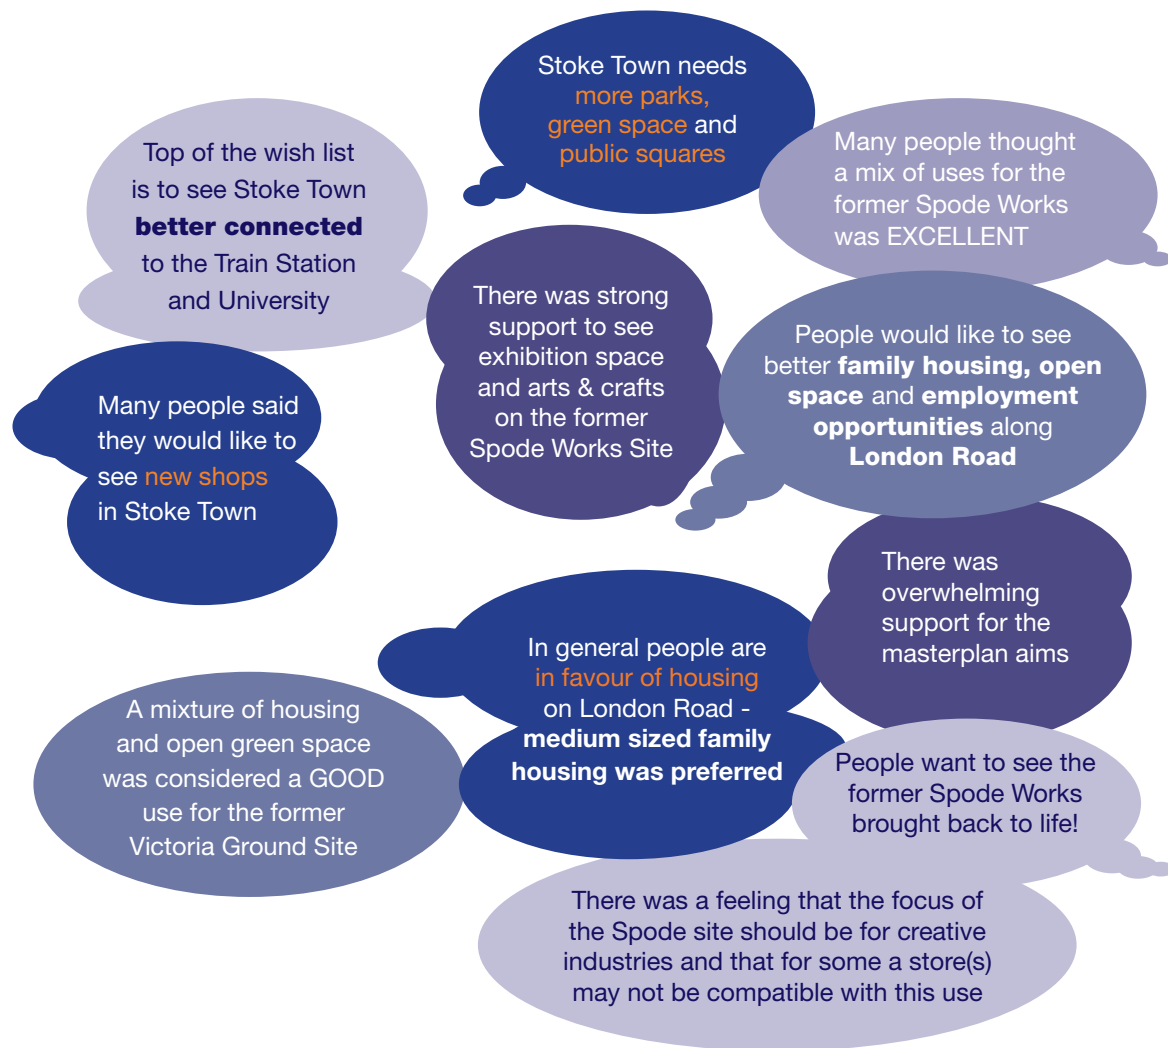 Stoke Town needs
more parks,
green space and
public squares
Top of the wish list
is to see Stoke Town
better connected
to the Train Station
and University
Many people thought
a mix of uses for the
former Spode Works
was EXCELLENT
There was strong
support to see
exhibition space
and arts & crafts
on the former
Spode Works Site
People would like to see
better family housing, open
space and employment
opportunities along
London Road
Many people said
they would like to
see new shops
in Stoke Town
There was
overwhelming
support for the
masterplan aims
In general people are
in favour of housing
on London Road -
medium sized family
housing was preferred
A mixture of housing
and open green space
was considered a GOOD
use for the former
Victoria Ground Site
People want to see the
former Spode Works
brought back to life!
There was a feeling that the focus of
the Spode site should be for creative
industries and that for some a store(s)
may not be compatible with this use